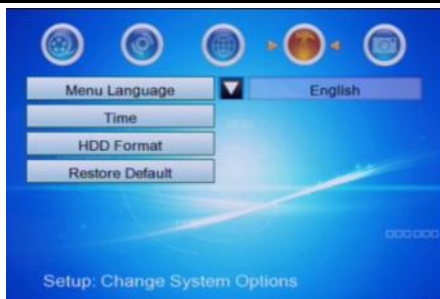 Menu Language
English
Time
HDD Format
Restore Default
Setup: Change System Options